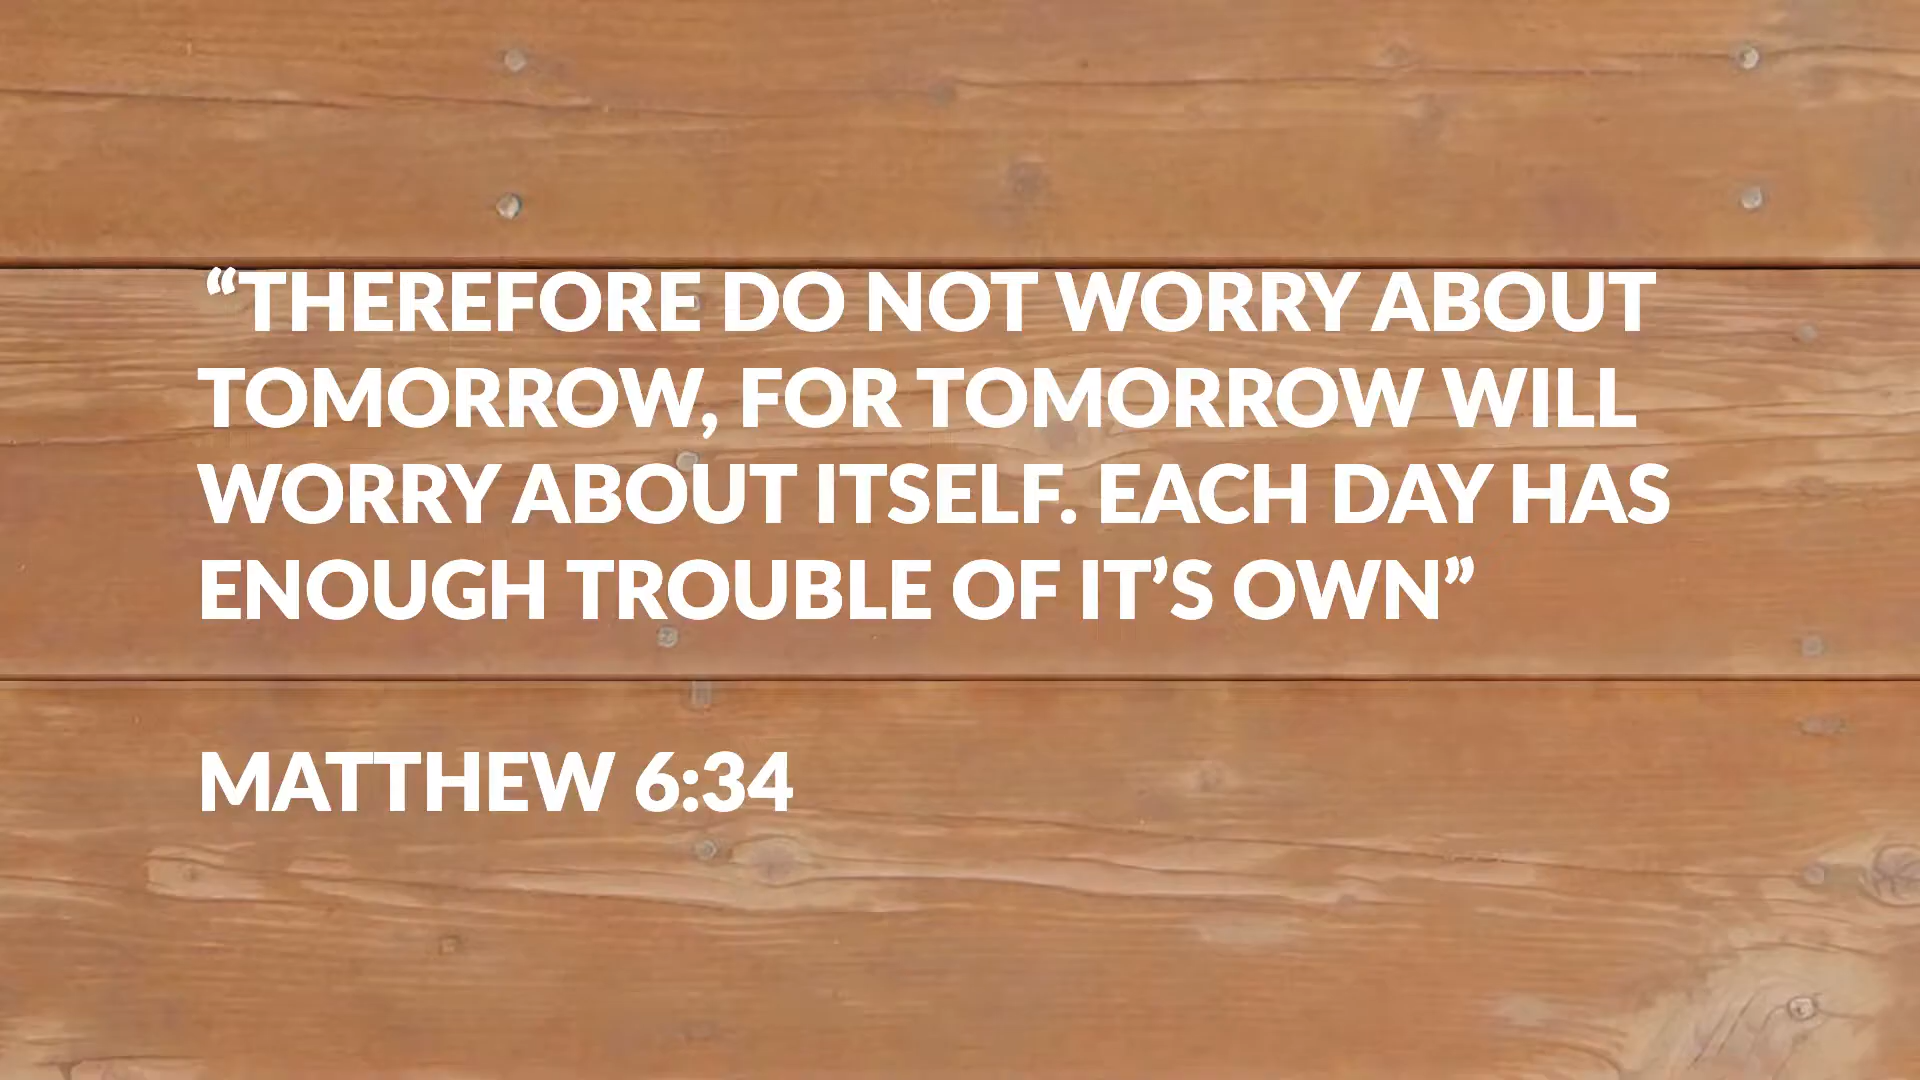 “THEREFORE DO NOT WORRY ABOUT
TOMORROW, FOR TOMORROW WILL
WORRY ABOUT ITSELF. EACH DAY HAS
ENOUGH TROUBLE OF IT’S OWN”
MATTHEW 6:34